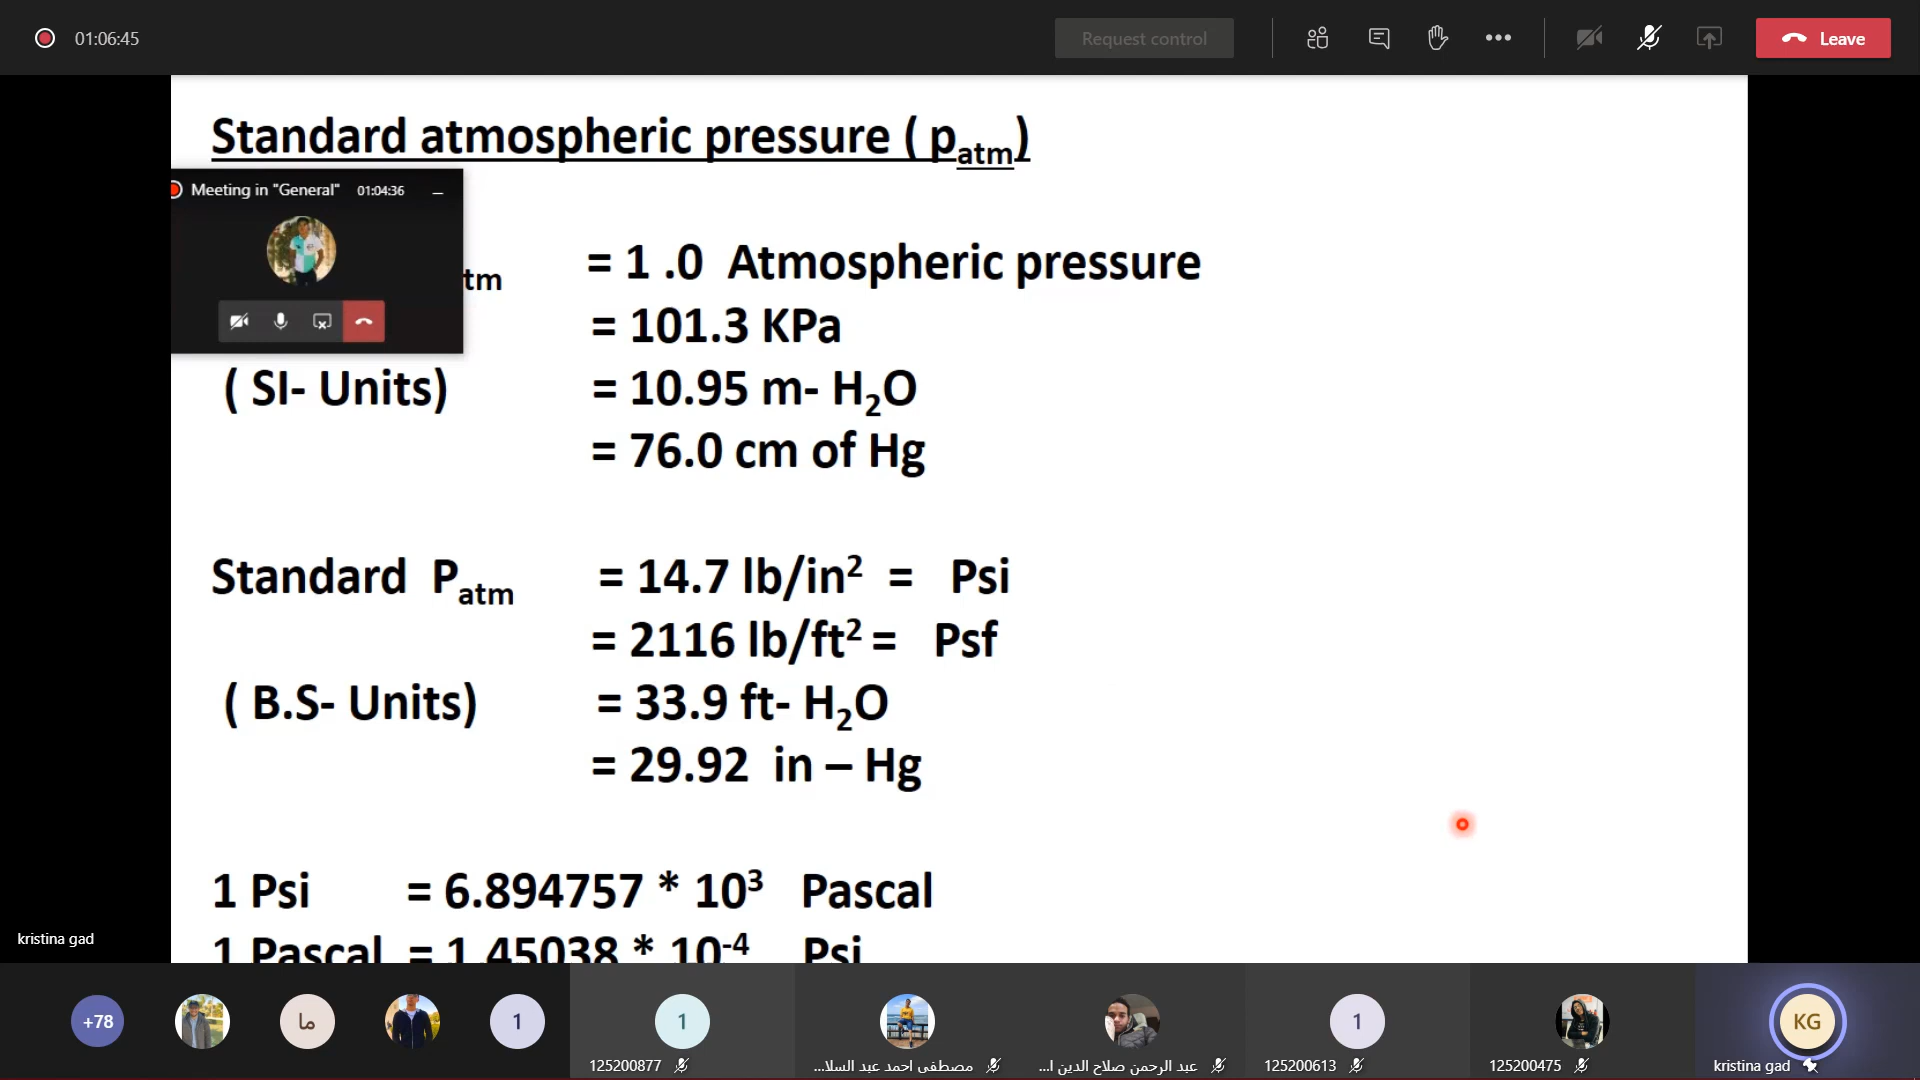 01:06:45
Request control
Leave
Standard atmospheric pressure ( patm)
Meeting in "General" 01:04:36
tm = 1 .0 Atmospheric pressure
= 101.3 KPa
( SI- Units) = 10.95 m- H2O
= 76.0 cm of Hg
Standard Patm = 14.7 lb/in2 = Psi
= 2116 lb/ft2 = Psf
( B.S- Units) = 33.9 ft- H2O
= 29.92 in – Hg
1 Psi = 6.894757 * 103 Pascal
1 Pascal = 1.45038 * 10-4 Psi
kristina gad
+78
ما
1
1
1
KG
125200877
مصطفى احمد عبد السلا...
عبد الرحمن صلاح الدين ا...
125200613
125200475
kristina gad